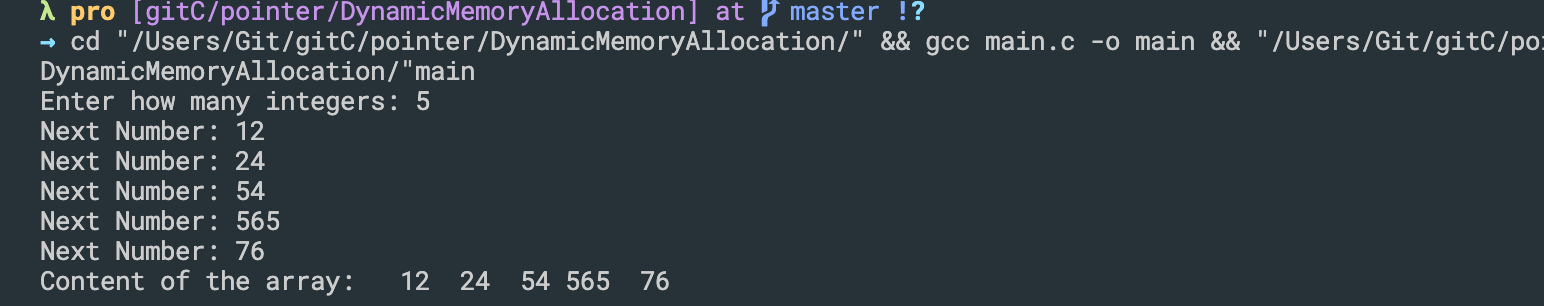 λ pro [gitC/pointer/DynamicMemoryAllocation] at master !?
→ cd "/Users/Git/gitC/pointer/DynamicMemoryAllocation/" && gcc main.c -o main && "/Users/Git/gitC/poi
DynamicMemoryAllocation/"main
Enter how many integers: 5
Next Number: 12
Next Number: 24
Next Number: 54
Next Number: 565
Next Number: 76
Content of the array:   12  24  54 565  76